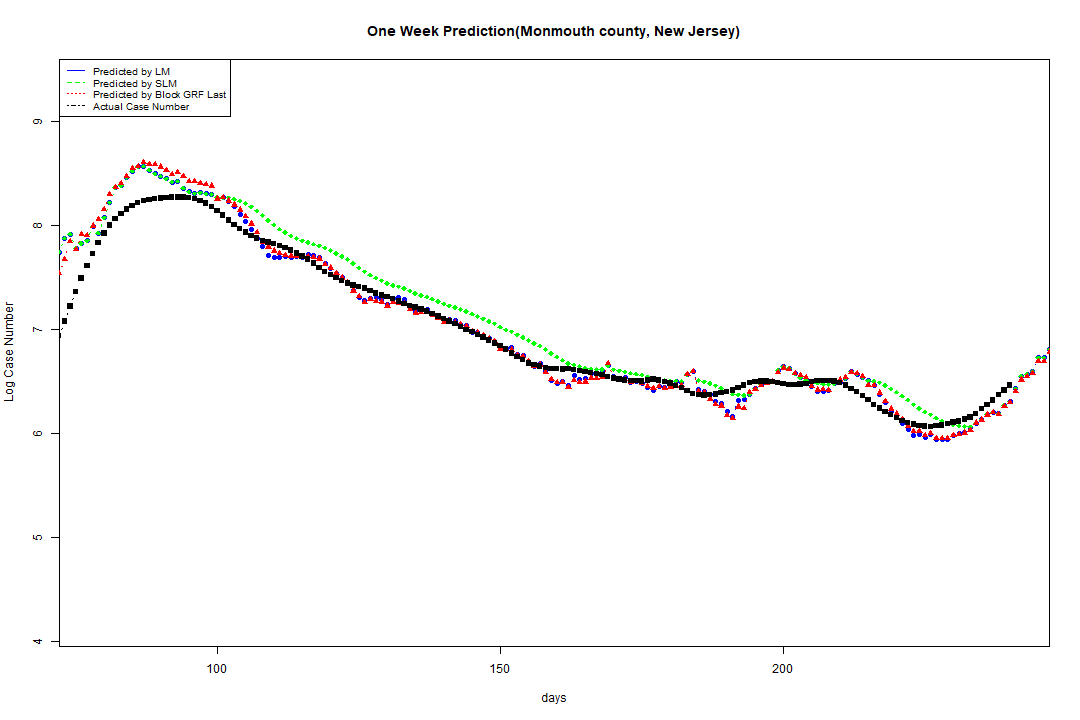 One Week Prediction(Monmouth county, New Jersey)
Predicted by LM
Predicted by SLM
Predicted by Block GRF Last
Actual Case Number
9
8
7
6
5
4
Log Case Number
100 150 200
days